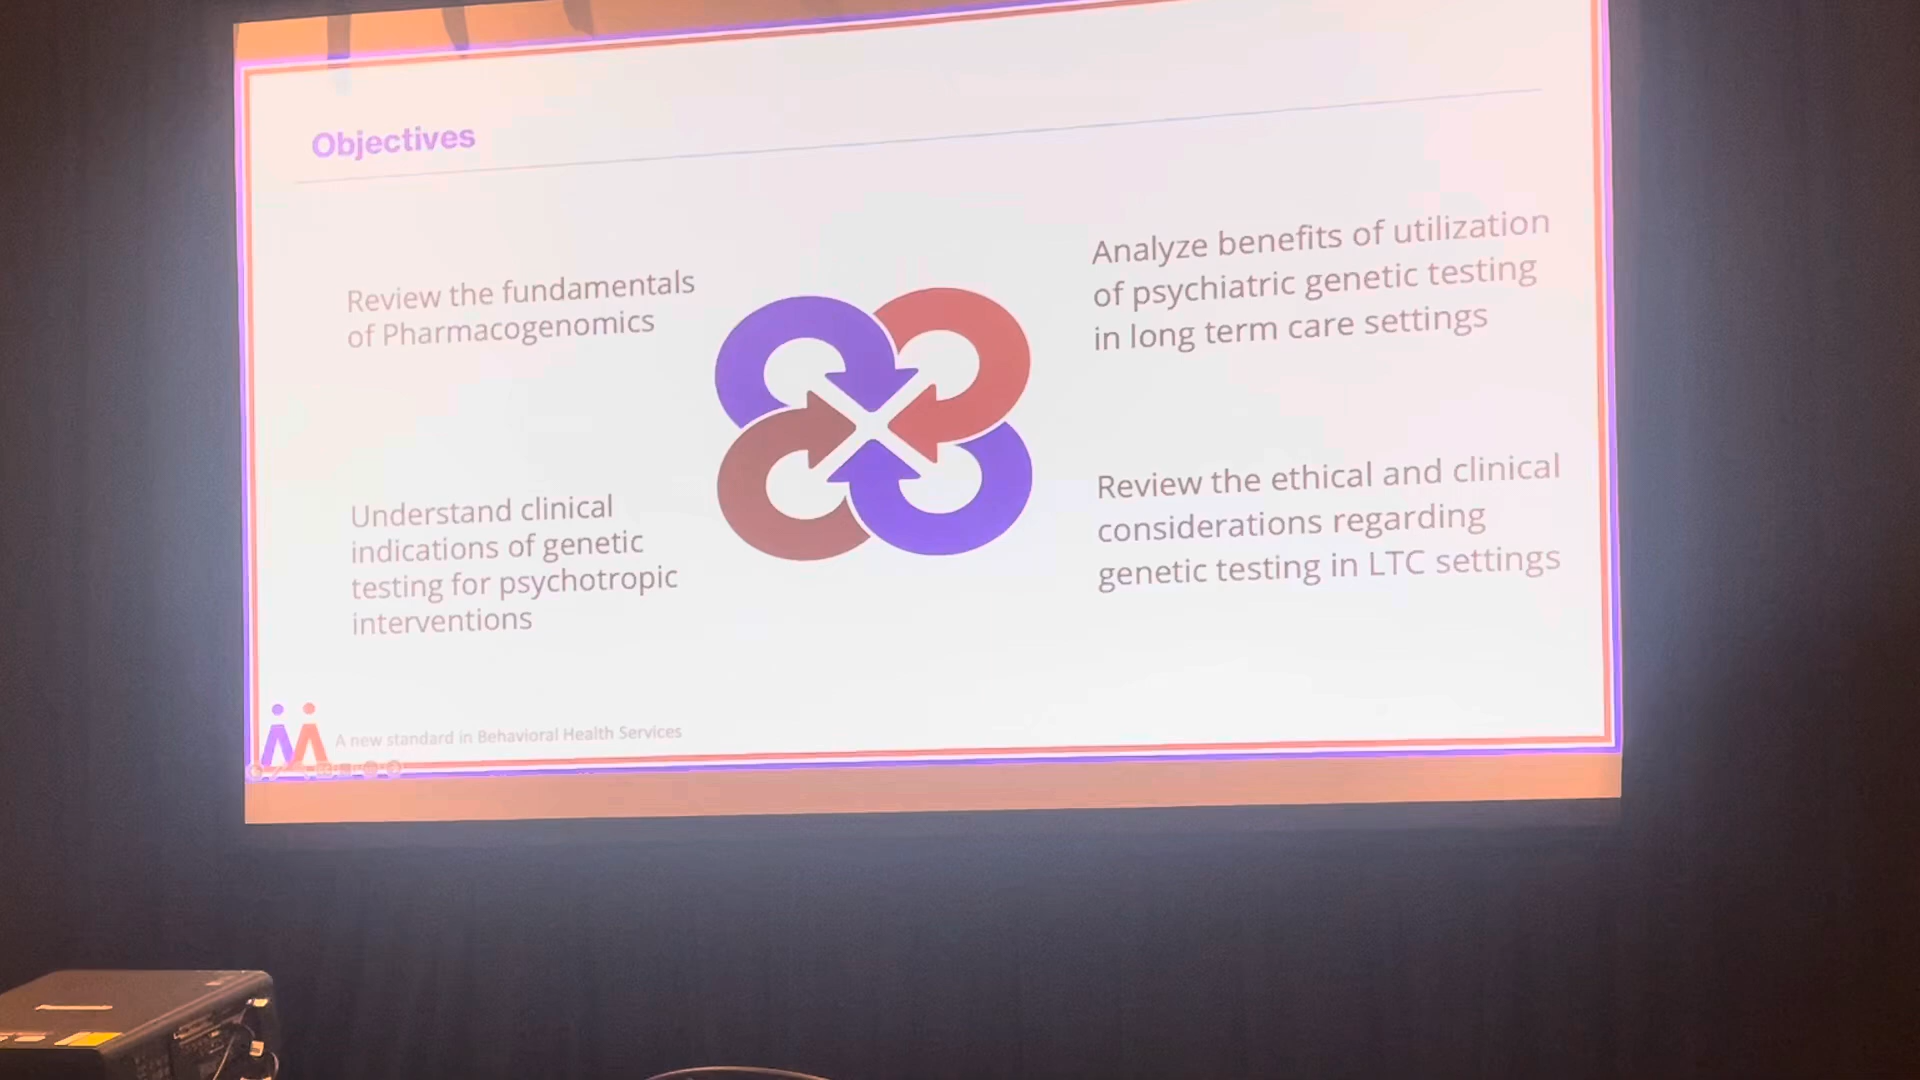 Objectives
Review the fundamentals
of Pharmacogenomics
Understand clinical
indications of genetic
testing for psychotropic
interventions
Analyze benefits of utilization
of psychiatric genetic testing
in long term care settings
Review the ethical and clinical
considerations regarding
genetic testing in LTC settings
A new standard in Behavioral Health Services